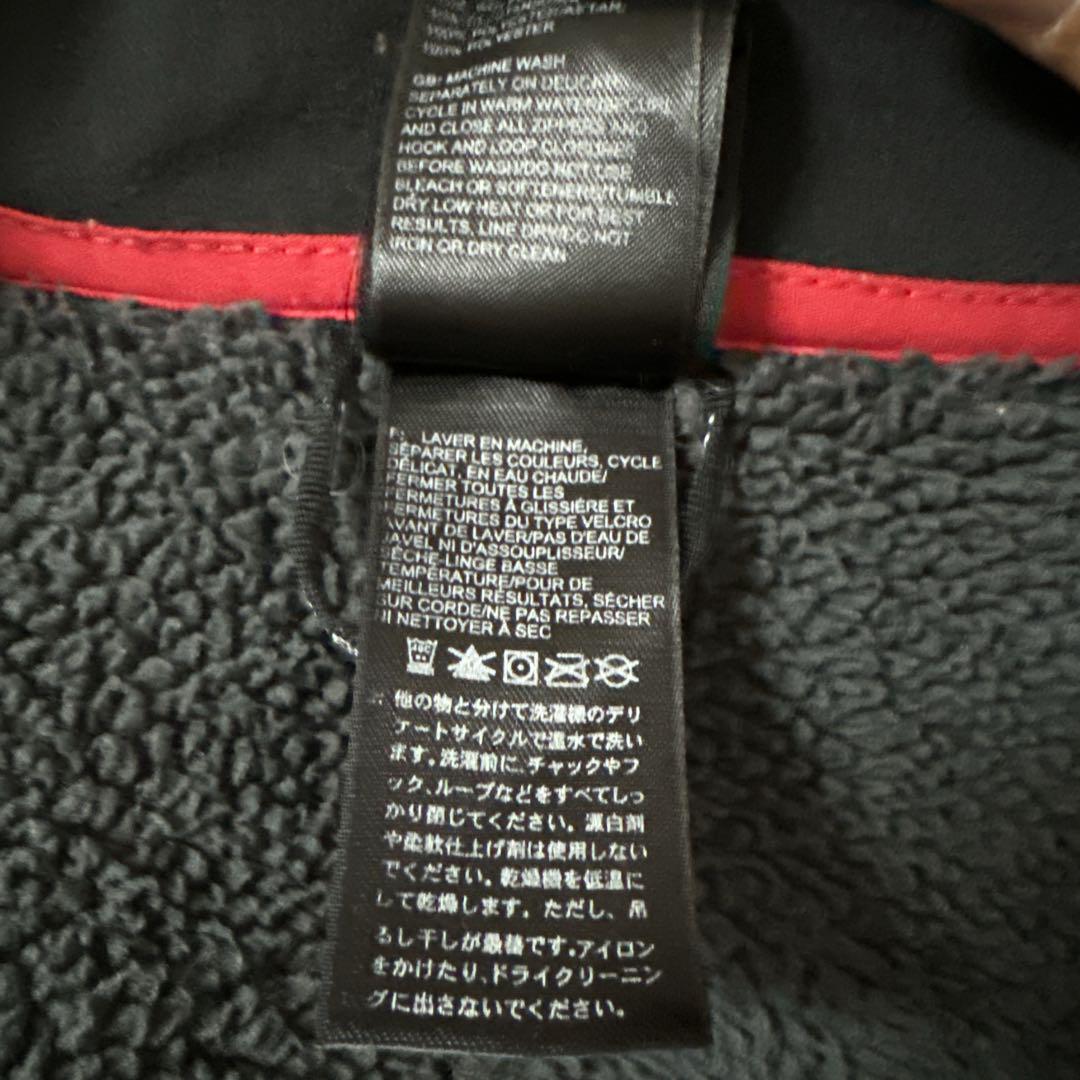 100% POLYESTER
GB: MACHINE WASH
SEPARATELY ON DELICATE
CYCLE IN WARM WATER/SECURE
AND CLOSE ALL ZIPPERS AND
HOOK AND LOOP CLOSURES
BEFORE WASH/DO NOT USE
BLEACH OR SOFTENERS/TUMBLE
DRY LOW HEAT OR FOR BEST
RESULTS, LINE DRY/DO NOT
IRON OR DRY CLEAN
LAVER EN MACHINE,
SÉPARER LES COULEURS, CYCLE
DÉLICAT, EN EAU CHAUDE/
FERMER TOUTES LES
FERMETURES À GLISSIÈRE ET
FERMETURES DU TYPE VELCRO
AVANT DE LAVER/PAS D'EAU DE
JAVEL NI D'ASSOUPLISSEUR/
SÈCHE-LINGE BASSE
TEMPÉRATURE/POUR DE
MEILLEURS RÉSULTATS, SÉCHER
SUR CORDE/NE PAS REPASSER
NI NETTOYER À SEC
他の物と分けて洗濯機のデリ
アートサイクルで温水で洗い
ます。洗濯前に、チャックやフ
ック、ループなどをすべてしっ
かり閉じてください。漂白剤
や柔軟仕上げ剤は使用しない
でください。乾燥機を低温に
して乾燥します。ただし、吊
るし干しが最善です。アイロン
をかけたり、ドライクリーニン
グに出さないでください。